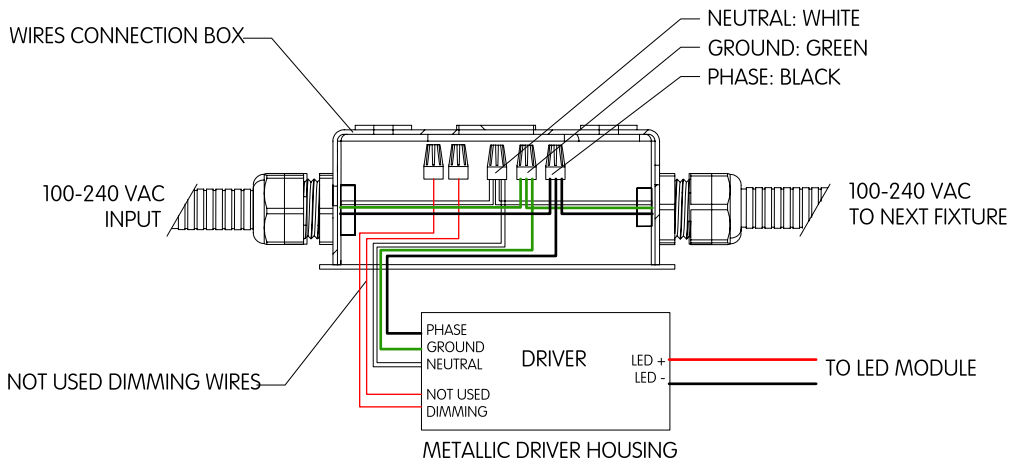 WIRES CONNECTION BOX
NEUTRAL: WHITE
GROUND: GREEN
PHASE: BLACK
100-240 VAC
INPUT
100-240 VAC
TO NEXT FIXTURE
PHASE
GROUND
NEUTRAL
NOT USED
DIMMING
DRIVER
LED +
LED -
TO LED MODULE
NOT USED DIMMING WIRES
METALLIC DRIVER HOUSING